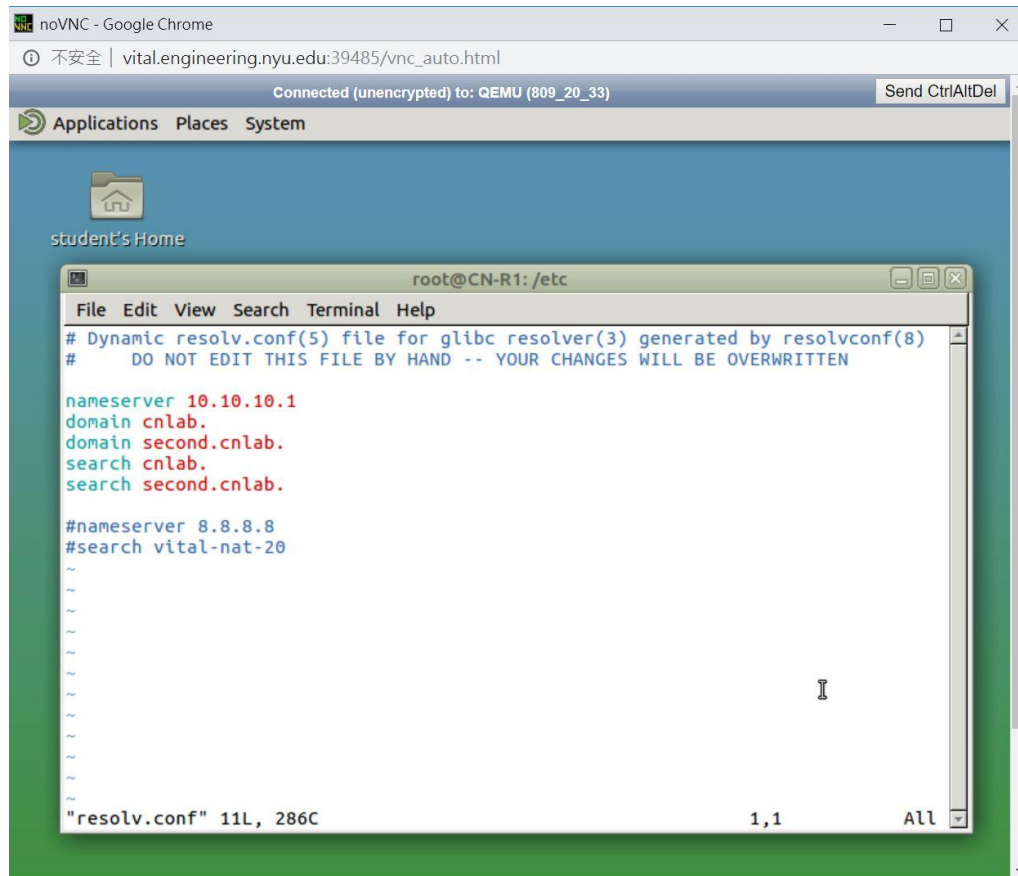 noVNC - Google Chrome
不安全 | vital.engineering.nyu.edu:39485/vnc_auto.html
Connected (unencrypted) to: QEMU (809_20_33)
Send CtrlAltDel
Applications Places System
student's Home
root@CN-R1: /etc
File Edit View Search Terminal Help
# Dynamic resolv.conf(5) file for glibc resolver(3) generated by resolvconf(8)
#     DO NOT EDIT THIS FILE BY HAND -- YOUR CHANGES WILL BE OVERWRITTEN
nameserver 10.10.10.1
domain cnlab.
domain second.cnlab.
search cnlab.
search second.cnlab.
#nameserver 8.8.8.8
#search vital-nat-20
~
~
~
~
~
~
~
~
~
~
~
~
"resolv.conf" 11L, 286C 1,1 All